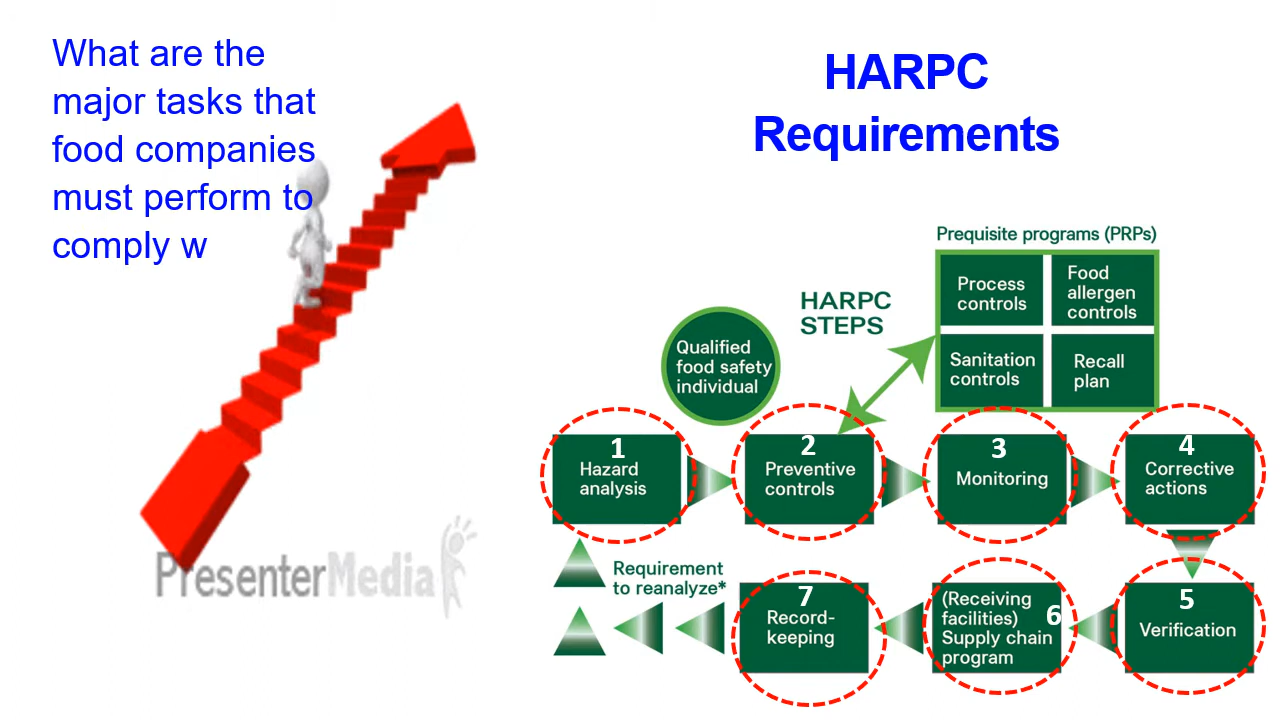 What are the
major tasks that
food companies
must perform to
comply w
HARPC
Requirements
Prequisite programs (PRPs)
Process
controls
Food
allergen
controls
Sanitation
controls
Recall
plan
HARPC
STEPS
Qualified
food safety
individual
1
Hazard
analysis
2
Preventive
controls
3
Monitoring
4
Corrective
actions
5
Verification
(Receiving
facilities) 6
Supply chain
program
7
Record-
keeping
Requirement
to reanalyze*
PresenterMedia